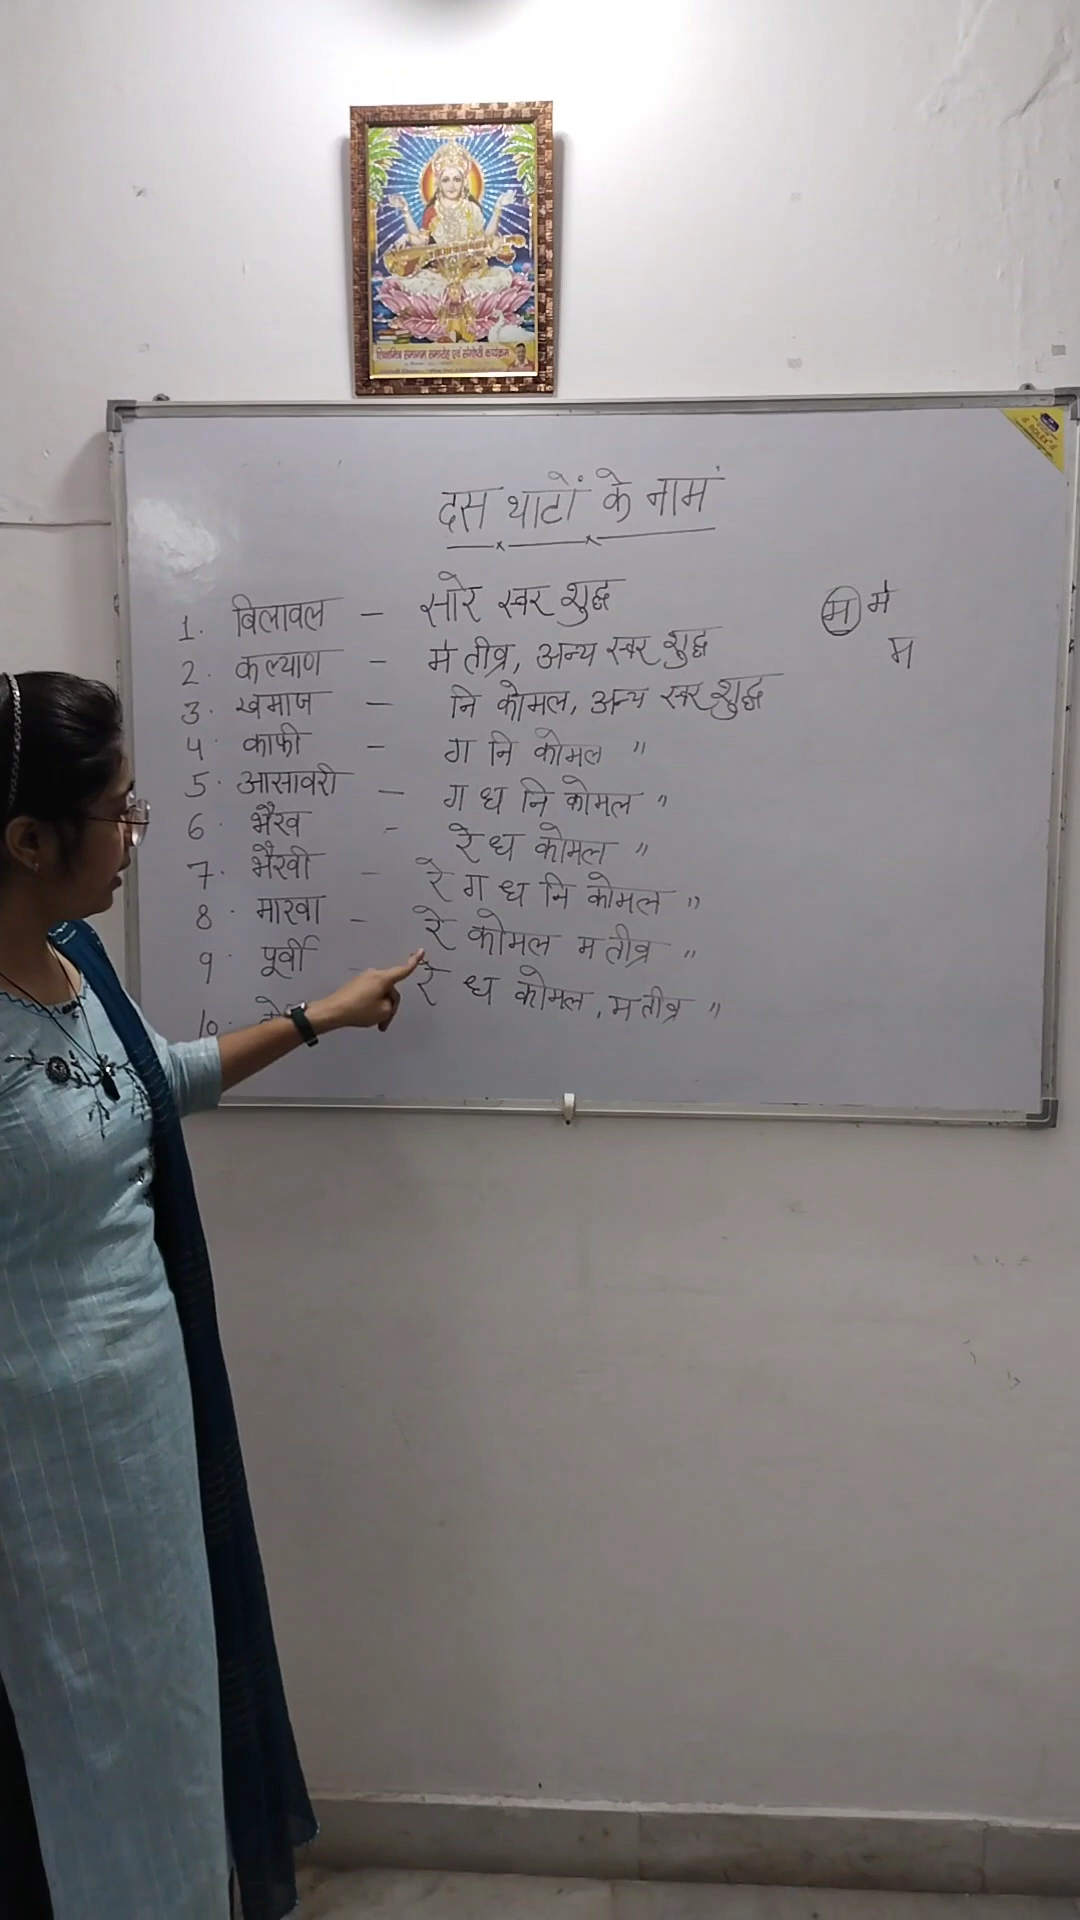 दस थाटों के नाम
1. बिलावल - सारे स्वर शुद्ध
2. कल्याण - म॑ तीव्र, अन्य स्वर शुद्ध
3. खमाज - नि कोमल, अन्य स्वर शुद्ध
4. काफी - ग नि कोमल "
5. आसावरी - ग ध नि कोमल "
6. भैरव - रे ध कोमल "
7. भैरवी - रे ग ध नि कोमल "
8. मारवा - रे कोमल म तीव्र "
9. पूर्वी - रे ध कोमल, म तीव्र "
10.
म म॑
म